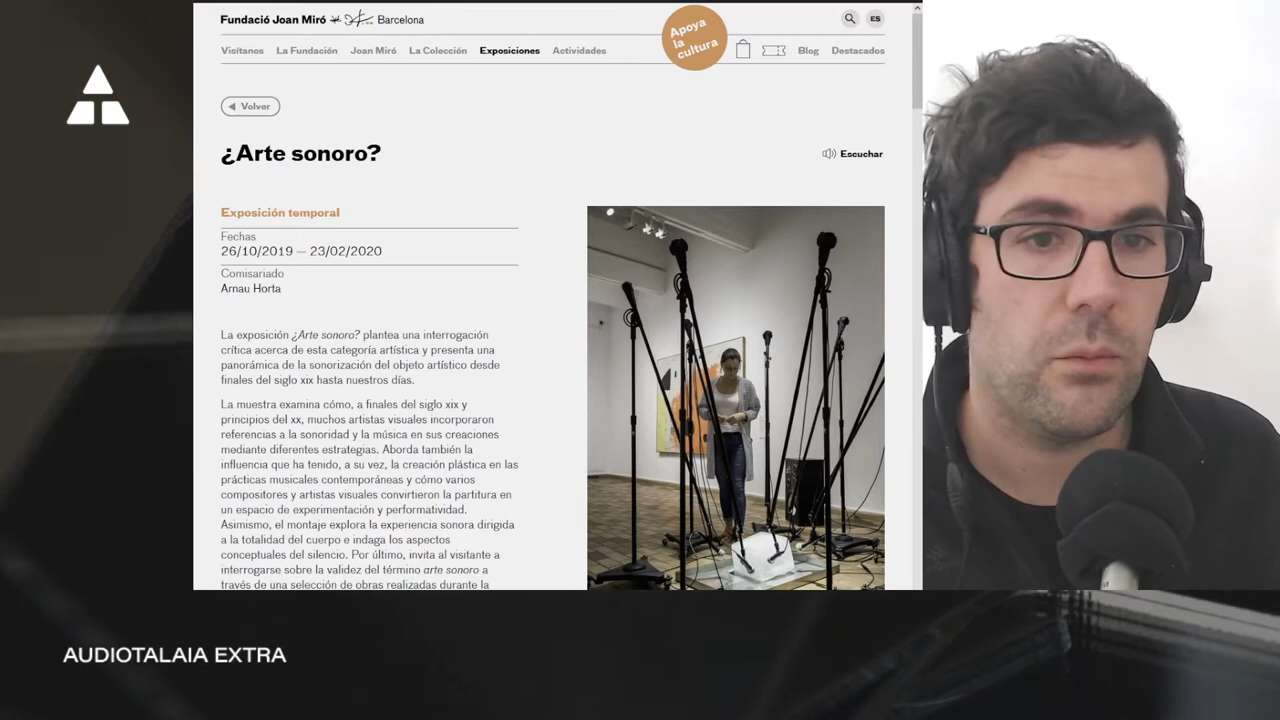 Fundació Joan Miró Barcelona
ES
Visítanos La Fundación Joan Miró La Colección Exposiciones Actividades
Apoya
la
cultura
Blog Destacados
Volver
¿Arte sonoro?
Escuchar
Exposición temporal
Fechas
26/10/2019 — 23/02/2020
Comisariado
Arnau Horta
La exposición ¿Arte sonoro? plantea una interrogación
crítica acerca de esta categoría artística y presenta una
panorámica de la sonorización del objeto artístico desde
finales del siglo xix hasta nuestros días.
La muestra examina cómo, a finales del siglo xix y
principios del xx, muchos artistas visuales incorporaron
referencias a la sonoridad y la música en sus creaciones
mediante diferentes estrategias. Aborda también la
influencia que ha tenido, a su vez, la creación plástica en las
prácticas musicales contemporáneas y cómo varios
compositores y artistas visuales convirtieron la partitura en
un espacio de experimentación y performatividad.
Asimismo, el montaje explora la experiencia sonora dirigida
a la totalidad del cuerpo e indaga los aspectos
conceptuales del silencio. Por último, invita al visitante a
interrogarse sobre la validez del término arte sonoro a
través de una selección de obras realizadas durante la
AUDIOTALAIA EXTRA